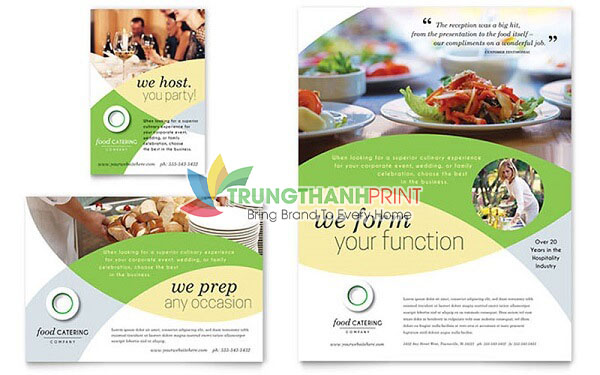 we host.
you party!
When looking for a superior culinary experience
for your corporate event,
wedding, or family
celebration, choose
the best in the
business.
food CATERING
COMPANY
www.yourwebsitehere.com ph: 555-543-5432
“ The reception was a big hit,
from the presentation to the food itself –
our compliments on a wonderful job. ”
CUSTOMER TESTIMONIAL
When looking for a superior culinary experience
for your corporate event, wedding, or family
celebration, choose the best in
the business.
TRUNGTHANHPRINT
Bring Brand To Every Home
we form
your function
Over 20
Years in the
Hospitality
Industry
food CATERING
COMPANY
When looking for a superior culinary experience
for your corporate event, wedding, or family
celebration, choose the best
in the business.
we prep
any occasion
food CATERING
COMPANY
www.yourwebsitehere.com ph. 555-543-5432